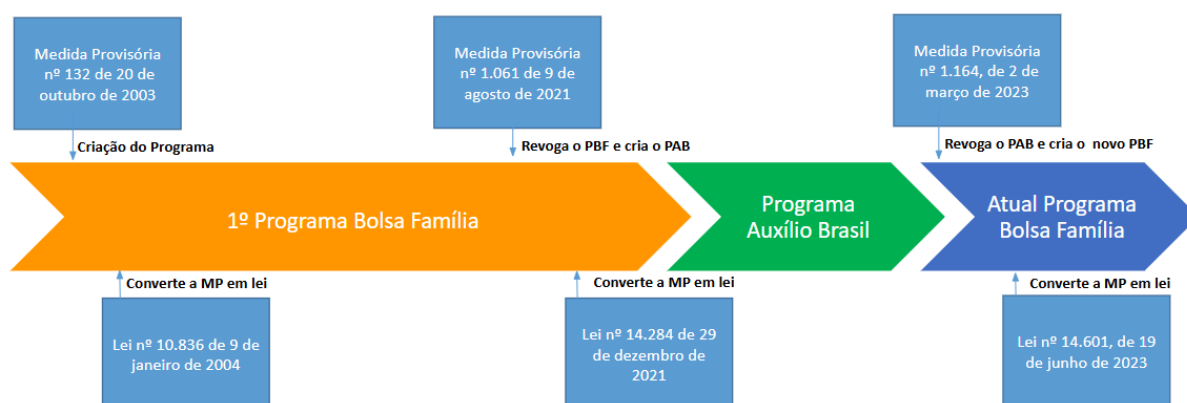 Medida Provisória
nº 132 de 20 de
outubro de 2003
Medida Provisória
nº 1.061 de 9 de
agosto de 2021
Medida Provisória
nº 1.164, de 2 de
março de 2023
Criação do Programa
Revoga o PBF e cria o PAB
Revoga o PAB e cria o novo PBF
1º Programa Bolsa Família
Programa
Auxílio Brasil
Atual Programa
Bolsa Família
Converte a MP em lei
Converte a MP em lei
Converte a MP em lei
Lei nº 10.836 de 9 de
janeiro de 2004
Lei nº 14.284 de 29
de dezembro de
2021
Lei nº 14.601, de 19
de junho de 2023